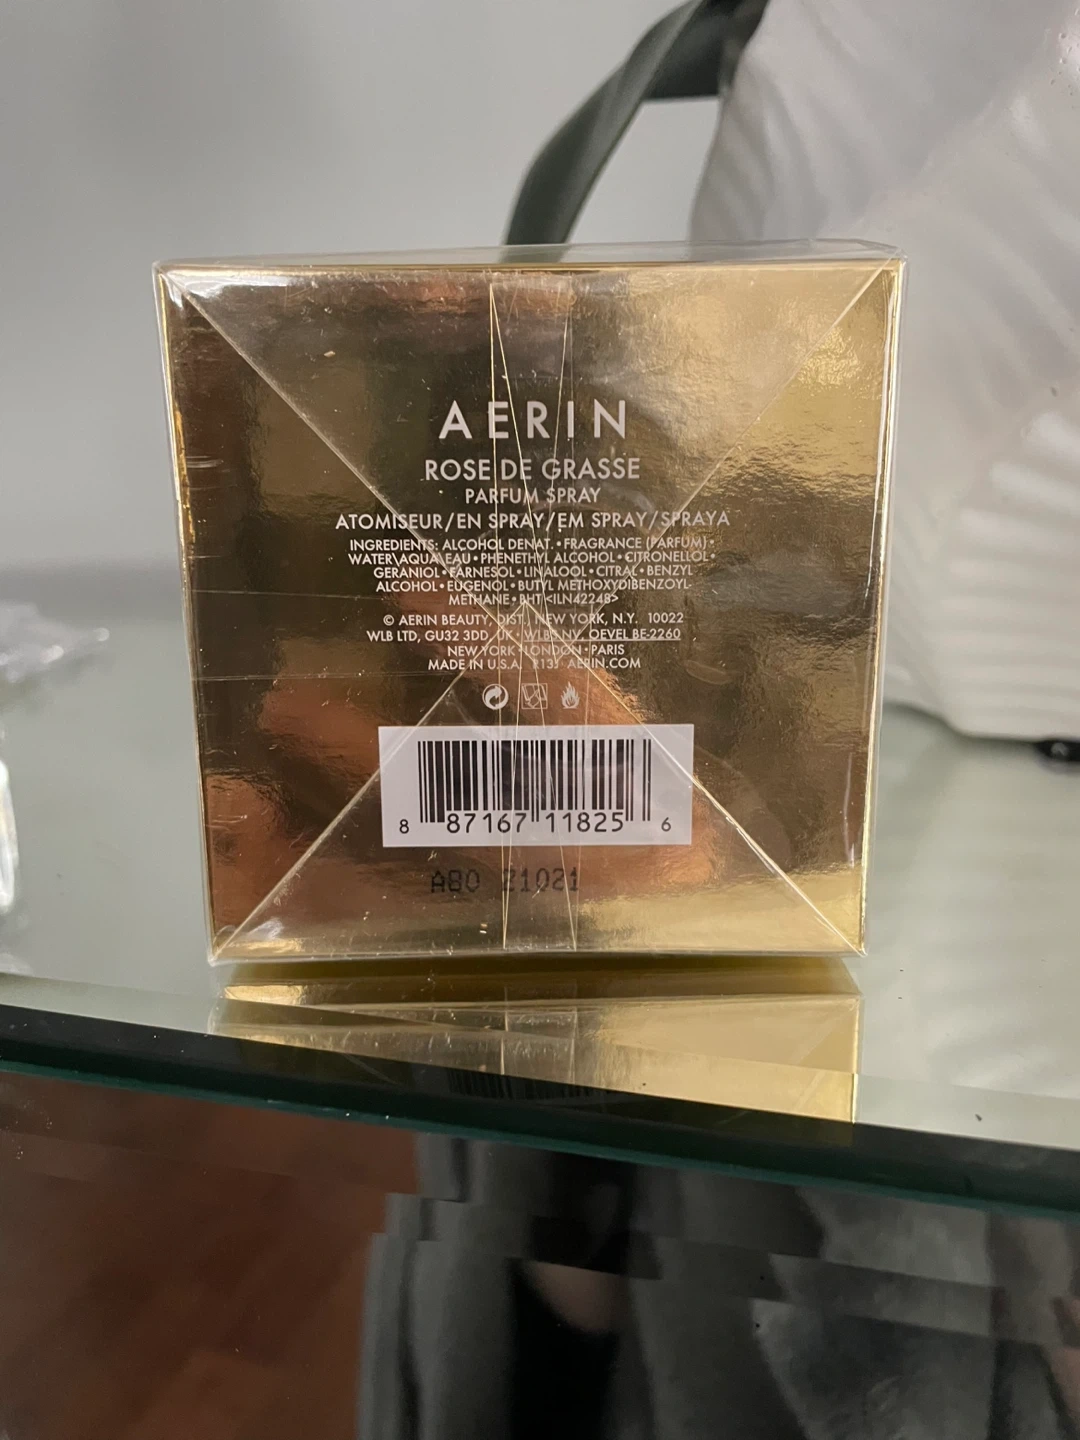 AERIN
ROSE DE GRASSE
PARFUM SPRAY
ATOMISEUR/EN SPRAY/EM SPRAY/SPRAYA
INGREDIENTS: ALCOHOL DENAT. • FRAGRANCE (PARFUM) •
WATER\AQUA\EAU • PHENETHYL ALCOHOL • CITRONELLOL •
GERANIOL • FARNESOL • LINALOOL • CITRAL • BENZYL
ALCOHOL • EUGENOL • BUTYL METHOXYDIBENZOYL-
METHANE • BHT <ILN42248>
© AERIN BEAUTY, DIST., NEW YORK, N.Y. 10022
WLB LTD, GU32 3DD, UK • WLB NV, OEVEL BE-2260
NEW YORK • LONDON • PARIS
MADE IN U.S.A. AERIN.COM
8 87167 11825 6
A80 21021